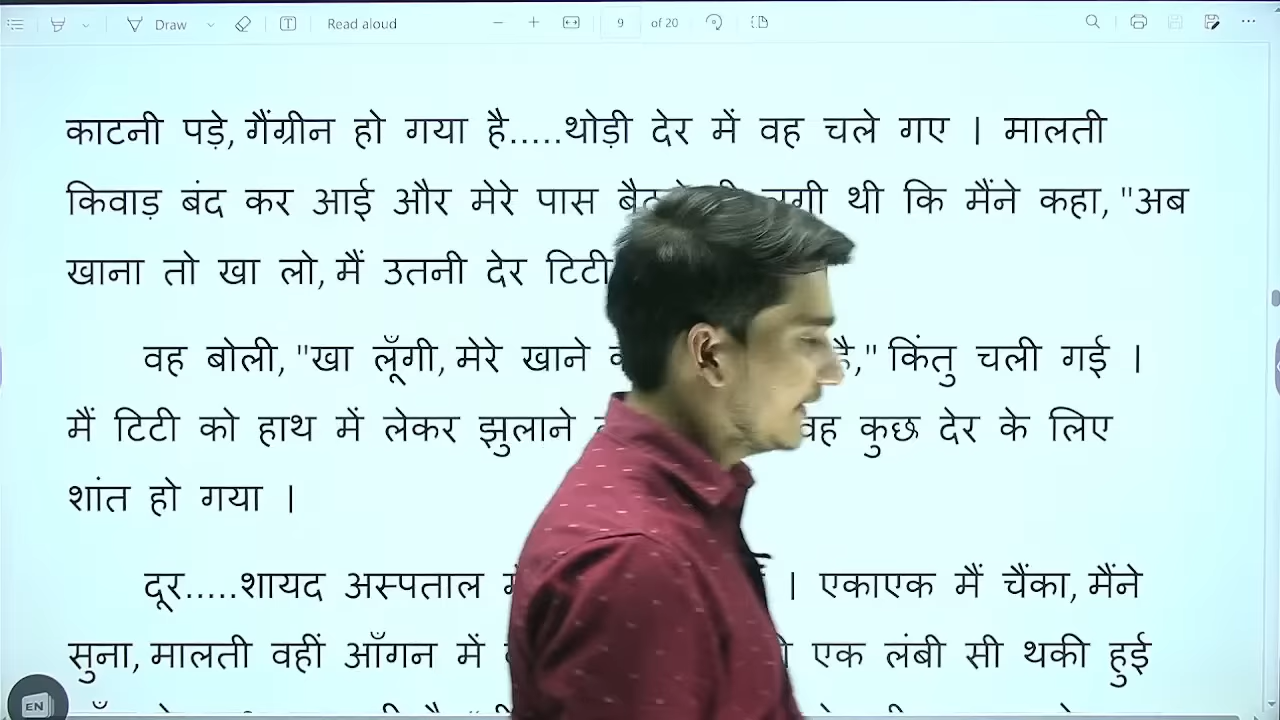 Draw Read aloud 9 of 20
काटनी पड़े, गैंग्रीन हो गया है.....थोड़ी देर में वह चले गए । मालती
किवाड़ बंद कर आई और मेरे पास थी कि मैंने कहा, "अब
खाना तो खा लो, मैं उतनी देर टिटी
वह बोली, "खा लूँगी, मेरे खाने है," किंतु चली गई ।
मैं टिटी को हाथ में लेकर झुलाने वह कुछ देर के लिए
शांत हो गया ।
दूर.....शायद अस्पताल । एकाएक मैं चैंका, मैंने
सुना, मालती वहीं आँगन में एक लंबी सी थकी हुई
EN